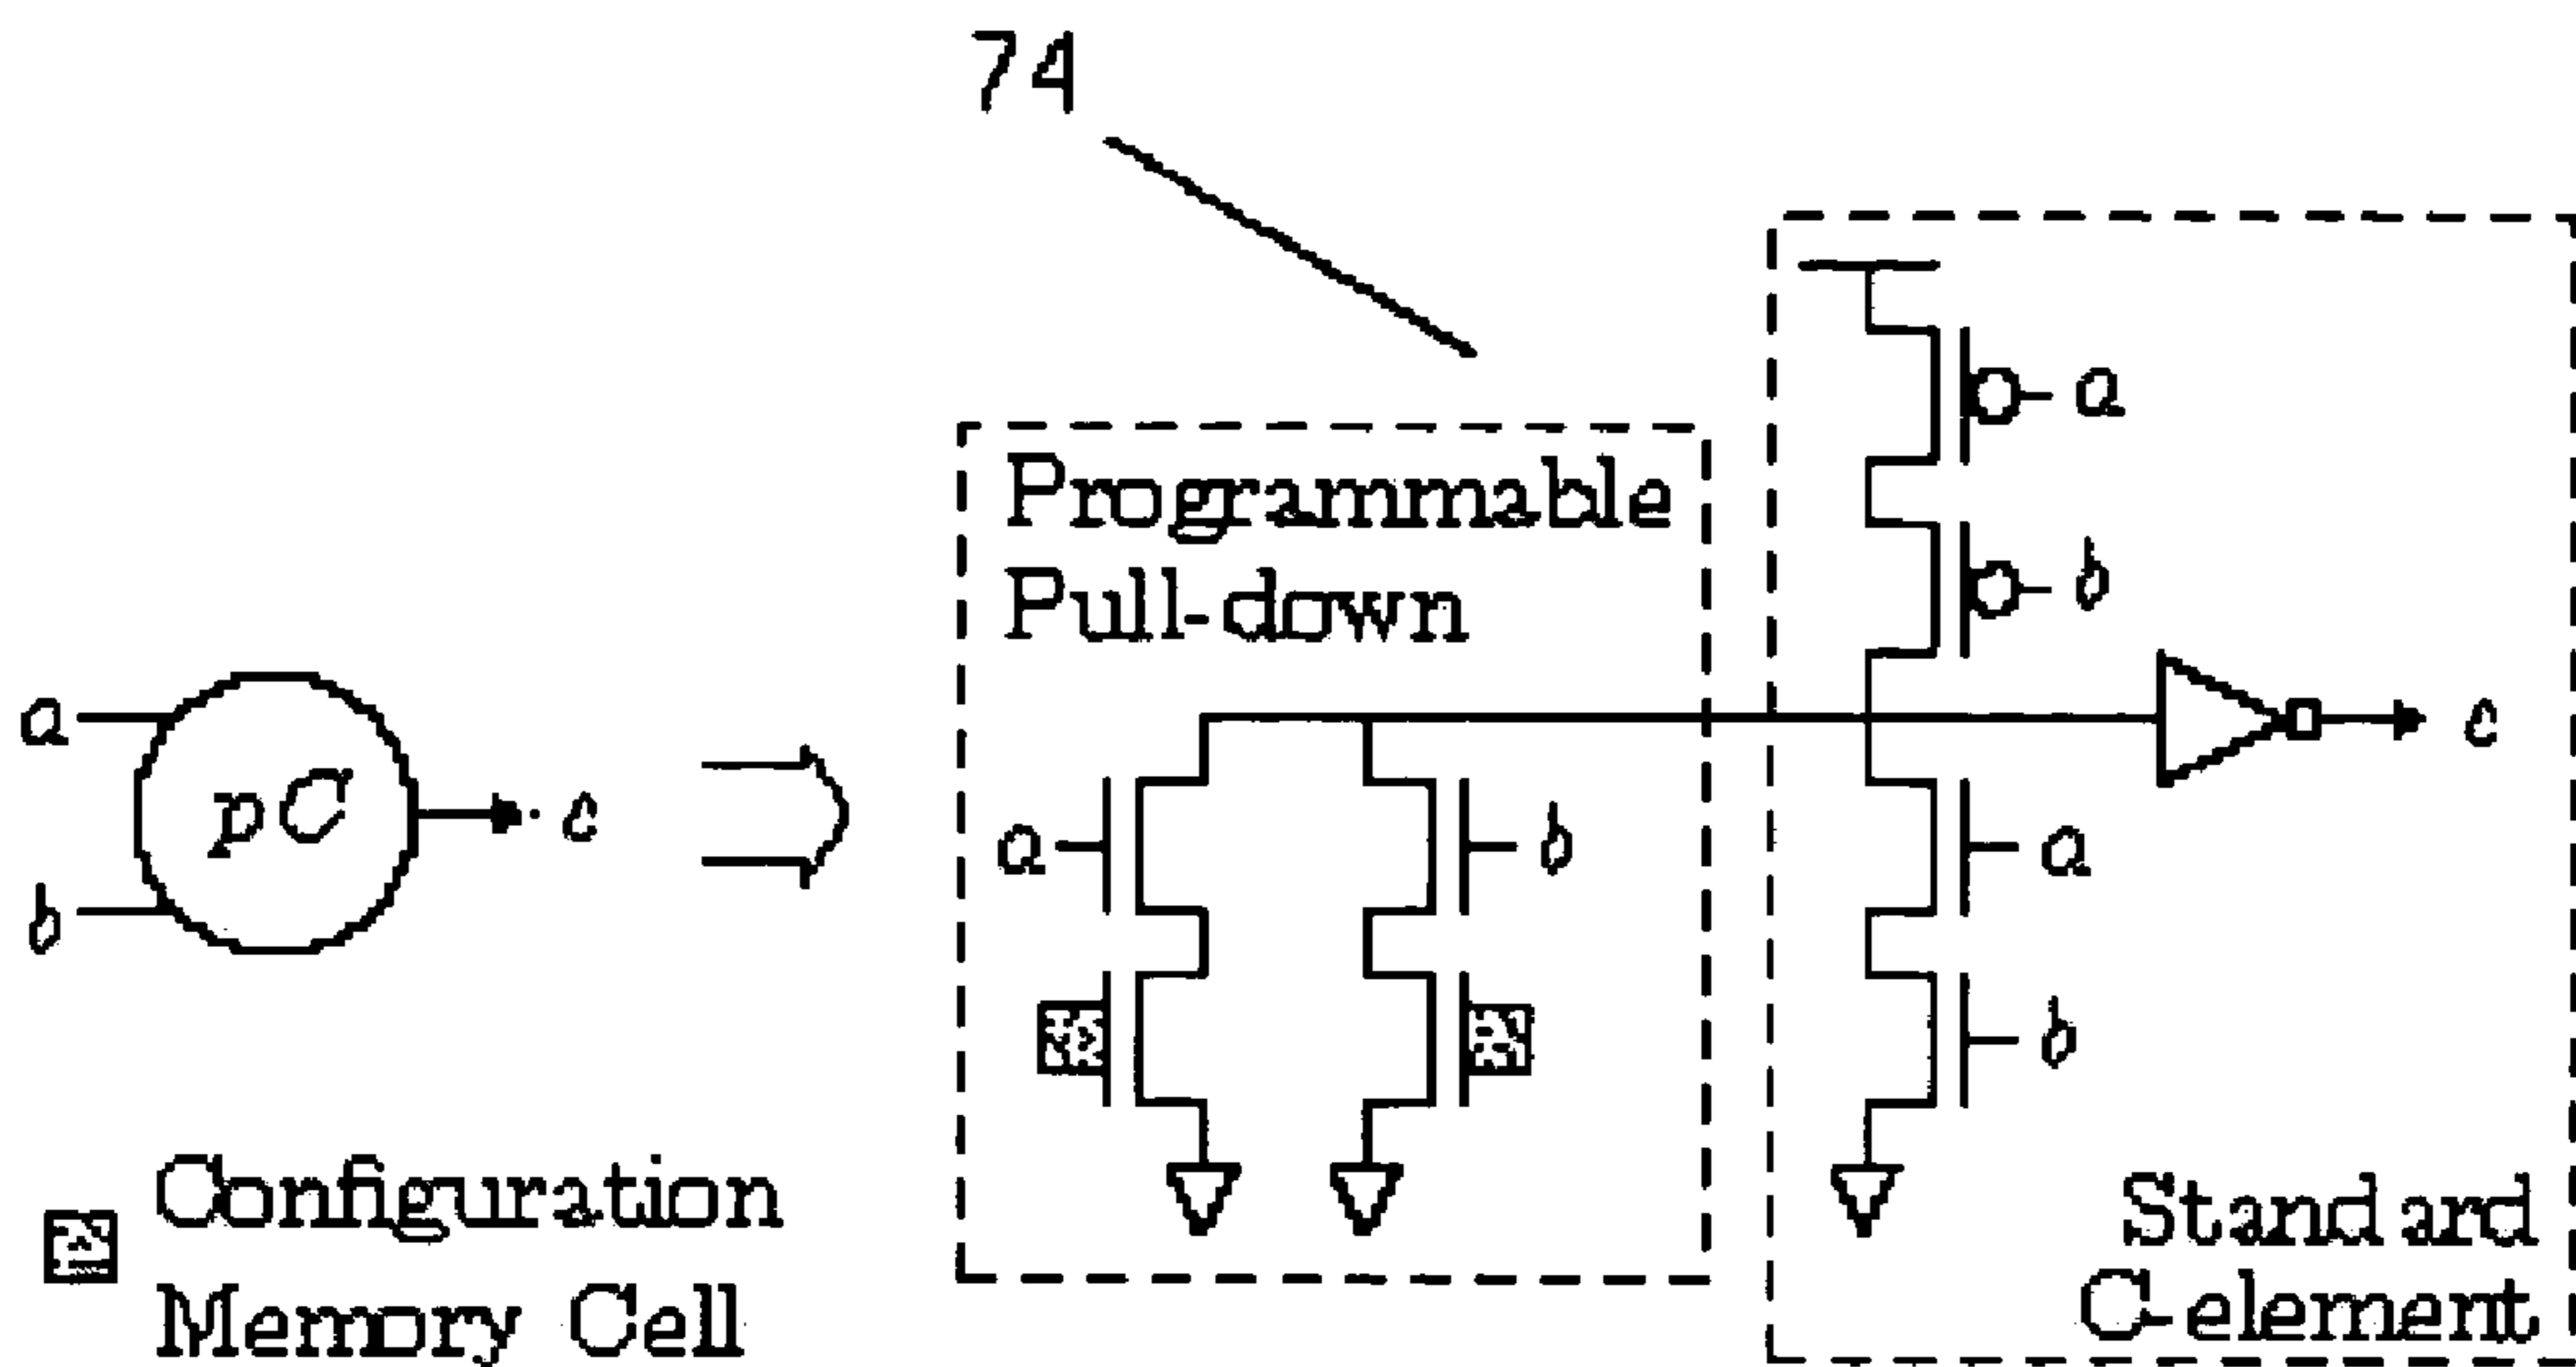 74
Programmable
Pull-down
a
b
pC
c
a
b
a
b
c
a
b
Configuration
Memory Cell
Standard
C-element